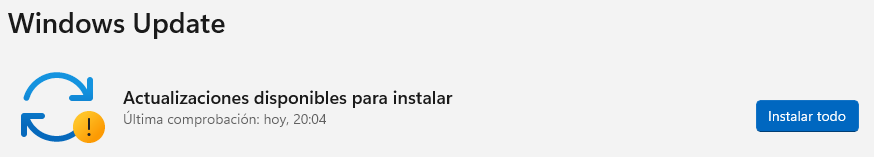 Windows Update
Actualizaciones disponibles para instalar
Última comprobación: hoy, 20:04
Instalar todo